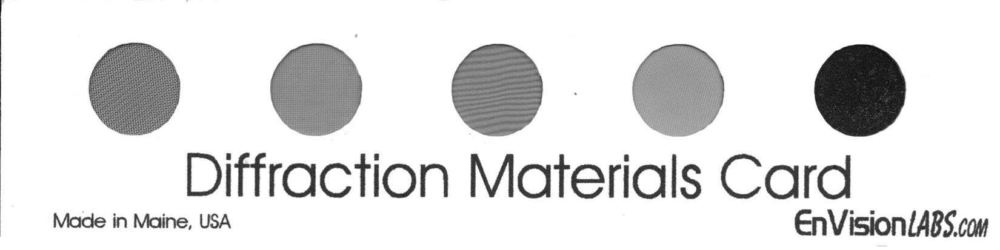 Diffraction Materials Card
Made in Maine, USA
EnVisionLABS.com